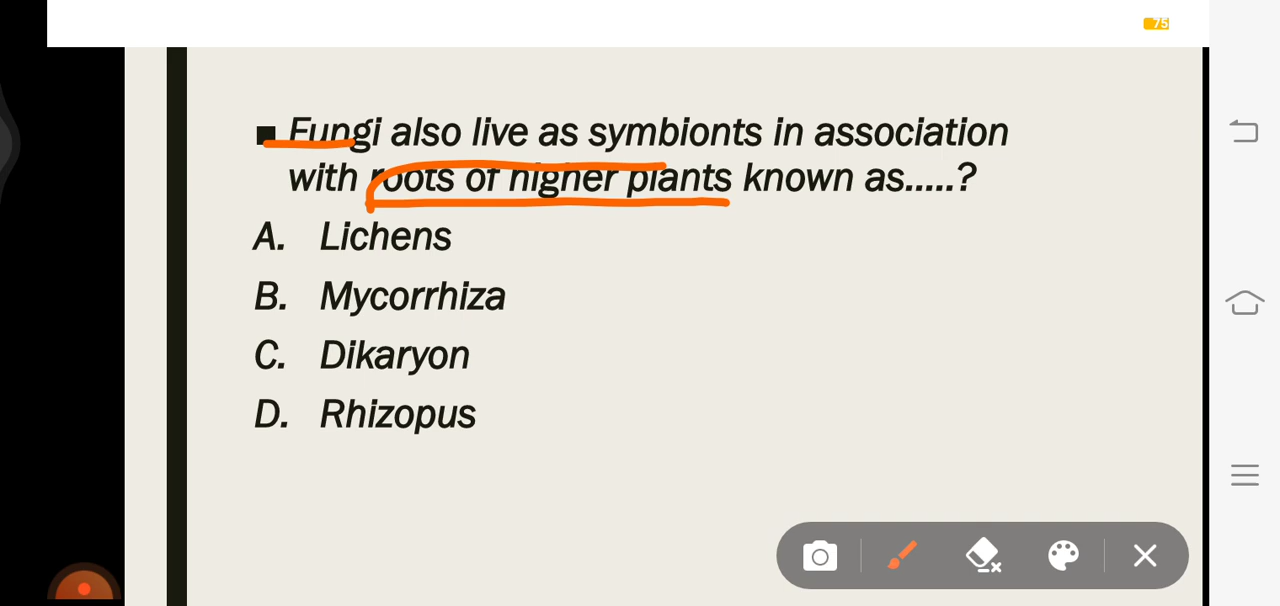 75
Fungi also live as symbionts in association
with roots of higher plants known as.....?
A. Lichens
B. Mycorrhiza
C. Dikaryon
D. Rhizopus